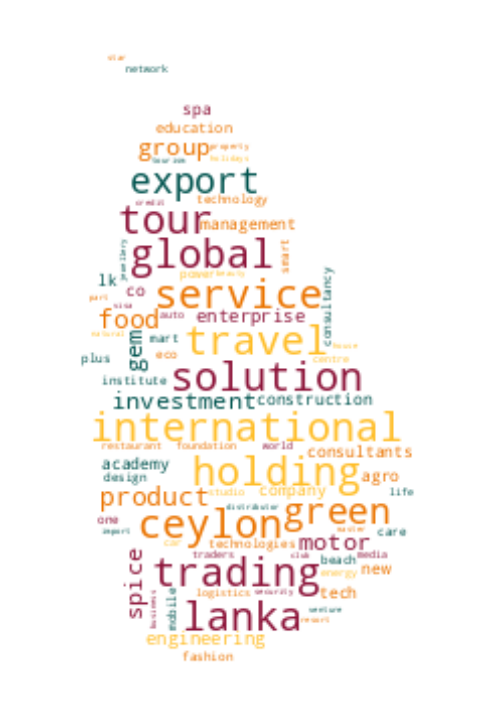 star
network
spa
education
group property
tourism holidays
export
credit technology
tour management
jewellery global smart
power beauty
lk co service consultancy
part visa
food auto enterprise
natural gem mart travel house
plus eco centre
institute solution
investment construction
international
restaurant foundation world consultants
academy holding agro
design
product studio company life
distributor
one ceylon green
import master care
car technologies motor
traders club beach media
spice trading energy new
business mobile logistics security tech
lanka venture
resort
engineering
fashion